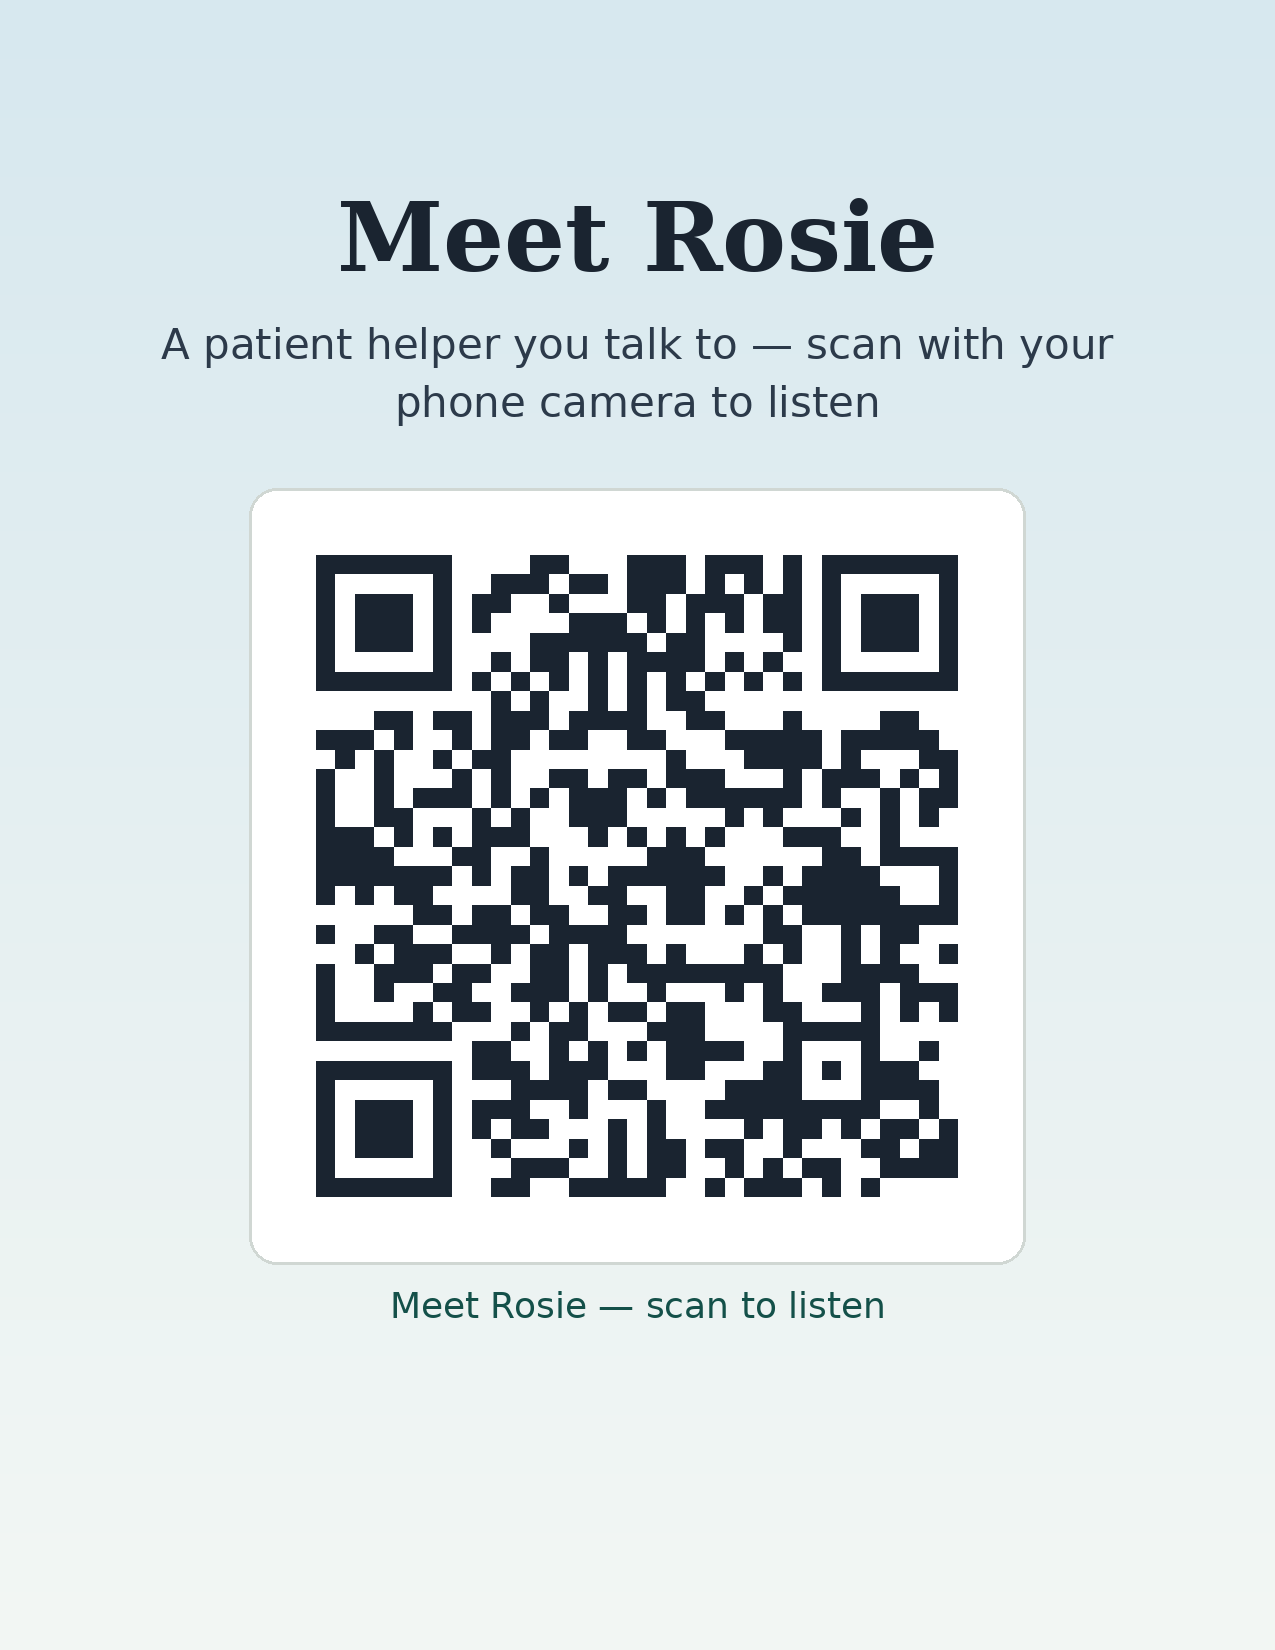 Meet Rosie
A patient helper you talk to — scan with your
phone camera to listen
Meet Rosie — scan to listen